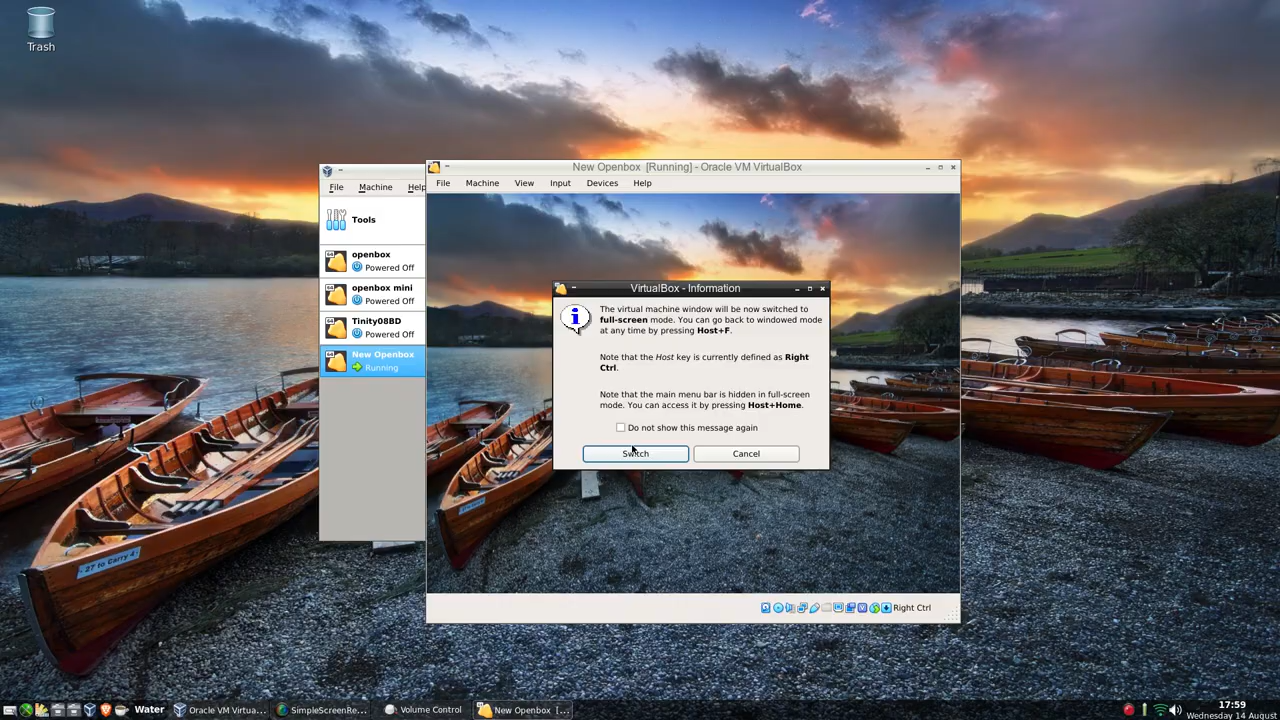 Trash
New Openbox [Running] - Oracle VM VirtualBox
File Machine Help
File Machine View Input Devices Help
Tools
openbox
Powered Off
openbox mini
Powered Off
Tinity08BD
Powered Off
New Openbox
Running
VirtualBox - Information
The virtual machine window will be now switched to
full-screen mode. You can go back to windowed mode
at any time by pressing Host+F.
Note that the Host key is currently defined as Right
Ctrl.
Note that the main menu bar is hidden in full-screen
mode. You can access it by pressing Host+Home.
Do not show this message again
Switch Cancel
27 to Carry 4
Right Ctrl
Water
Oracle VM Virtua...
SimpleScreenRe...
Volume Control
New Openbox [...
17:59
Wednesday 14 August